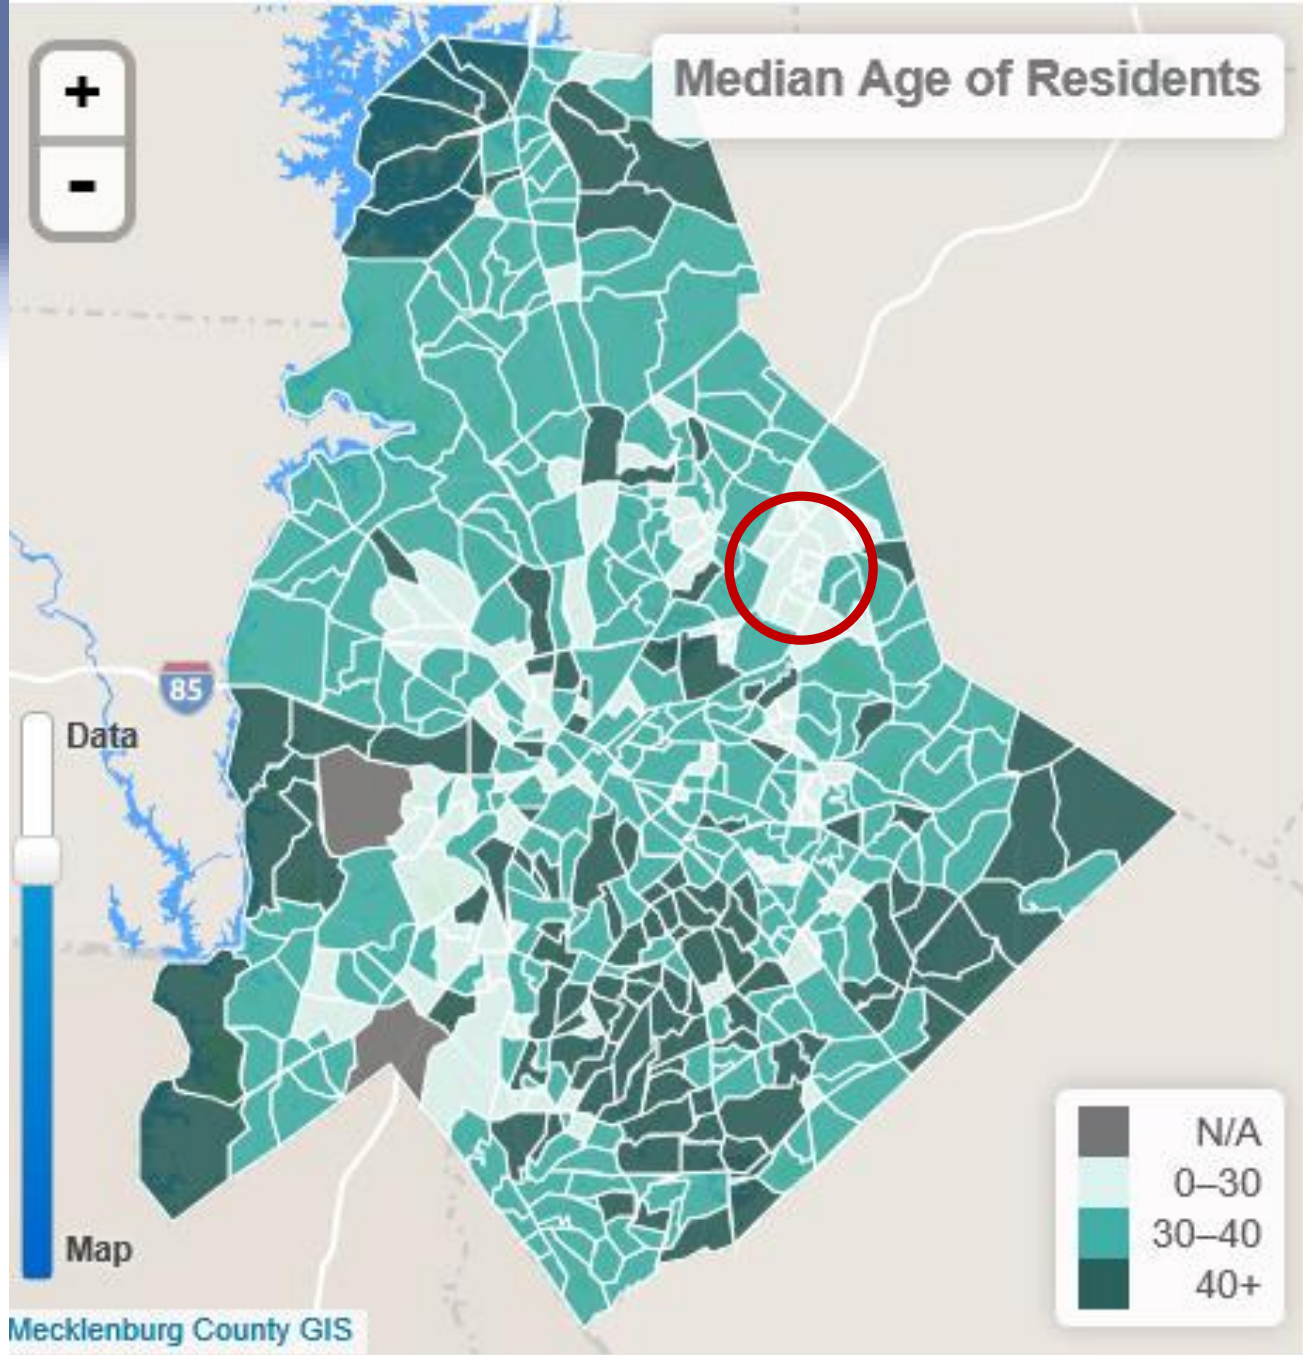 +
Median Age of Residents
-
85
Data
N/A
0–30
30–40
40+
Map
Mecklenburg County GIS